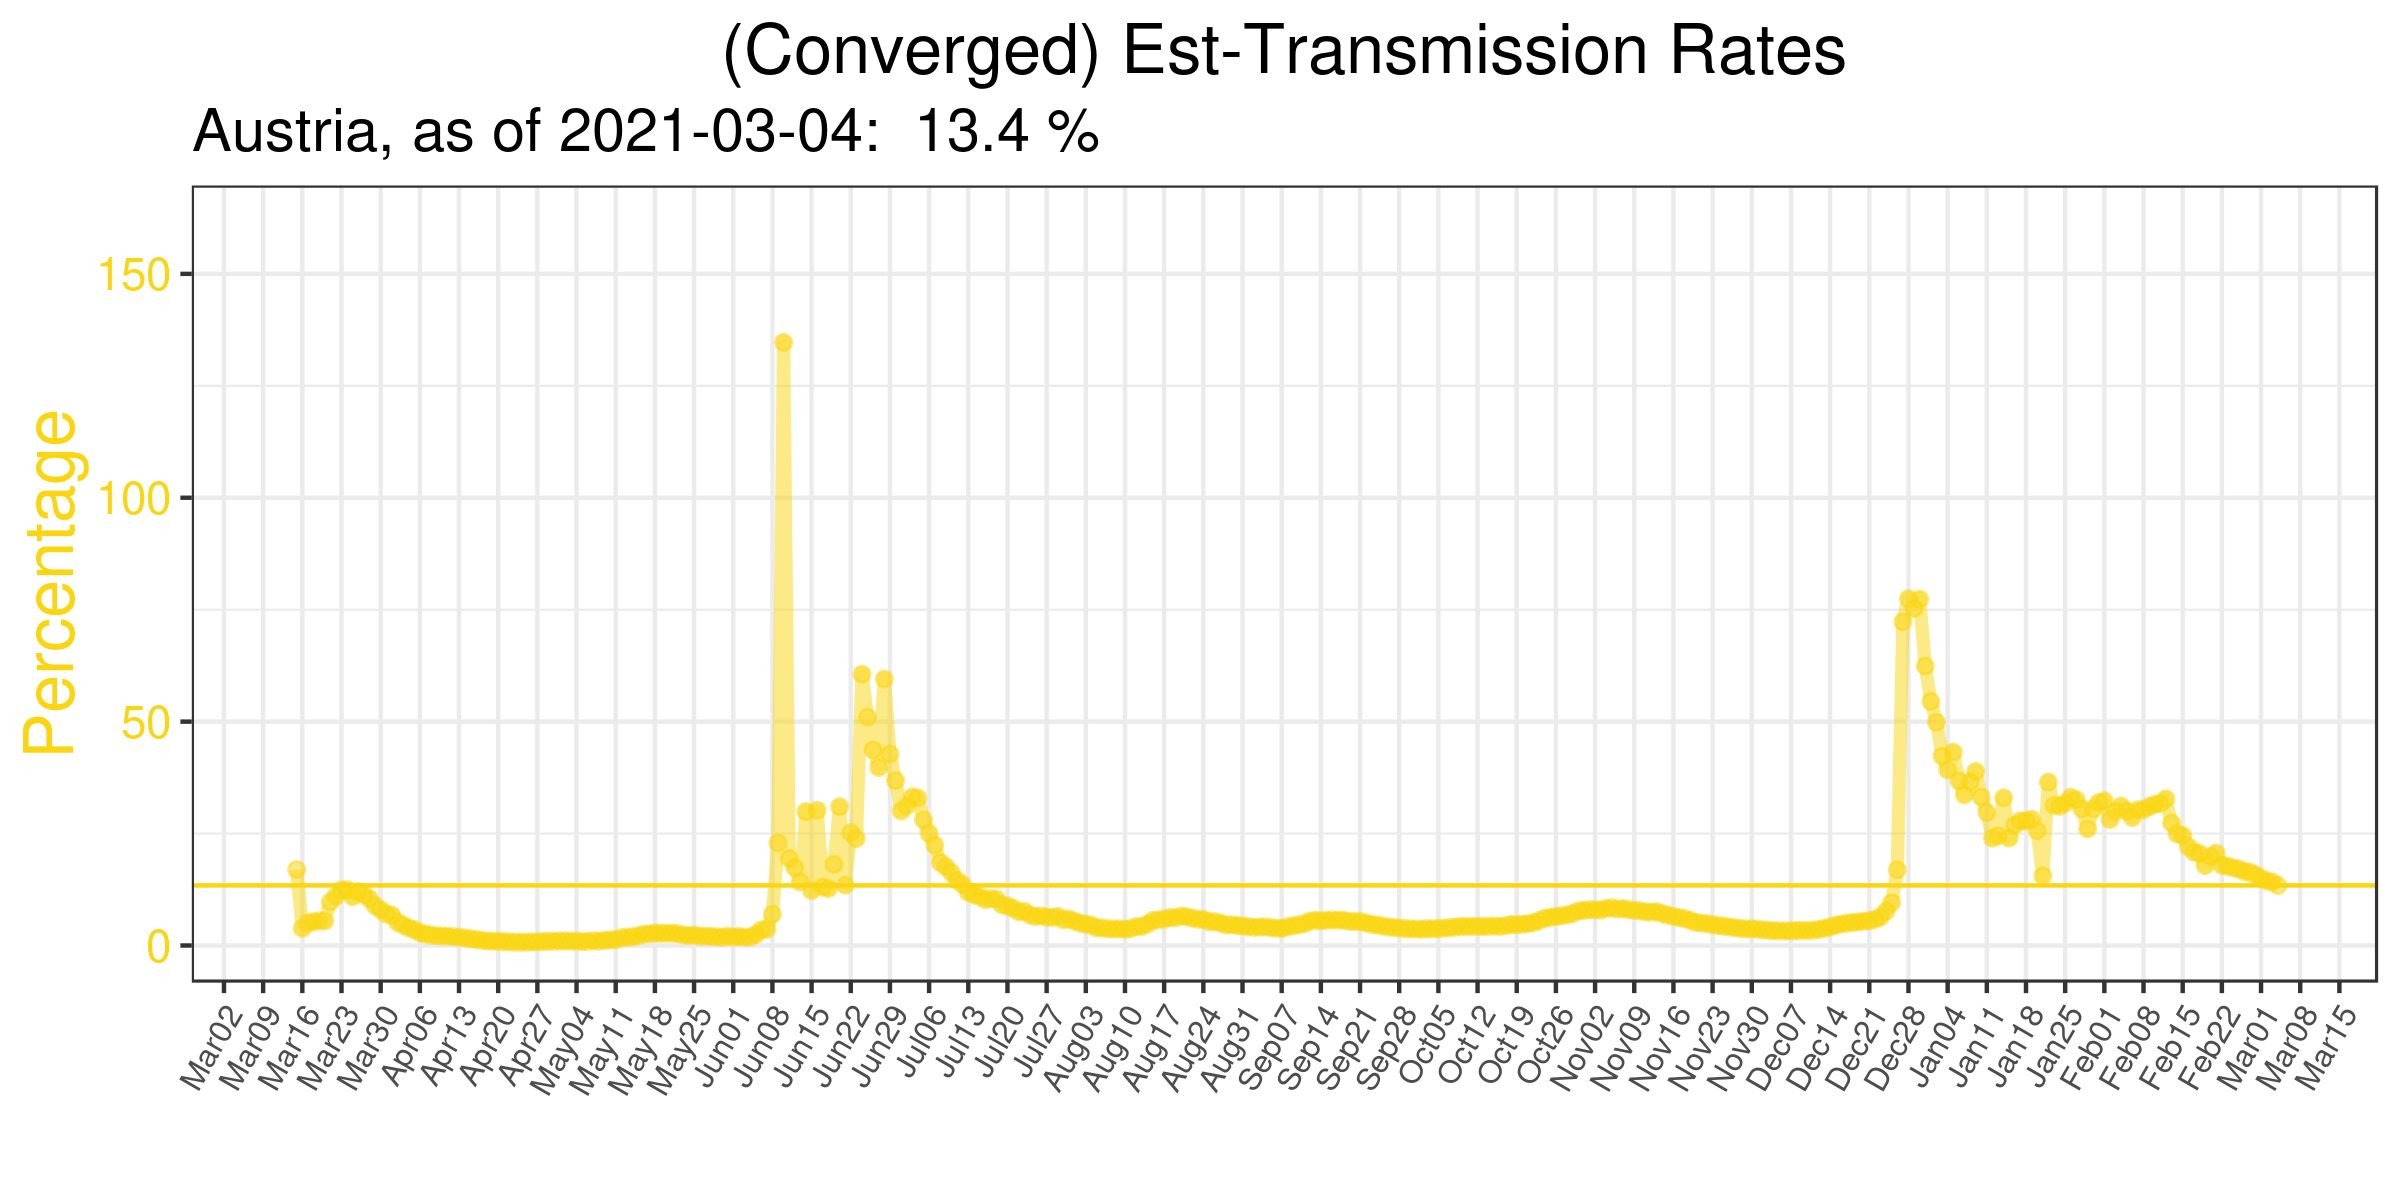 (Converged) Est-Transmission Rates
Austria, as of 2021-03-04:  13.4 %
Percentage
150
100
50
0
Mar02
Mar09
Mar16
Mar23
Mar30
Apr06
Apr13
Apr20
Apr27
May04
May11
May18
May25
Jun01
Jun08
Jun15
Jun22
Jun29
Jul06
Jul13
Jul20
Jul27
Aug03
Aug10
Aug17
Aug24
Aug31
Sep07
Sep14
Sep21
Sep28
Oct05
Oct12
Oct19
Oct26
Nov02
Nov09
Nov16
Nov23
Nov30
Dec07
Dec14
Dec21
Dec28
Jan04
Jan11
Jan18
Jan25
Feb01
Feb08
Feb15
Feb22
Mar01
Mar08
Mar15